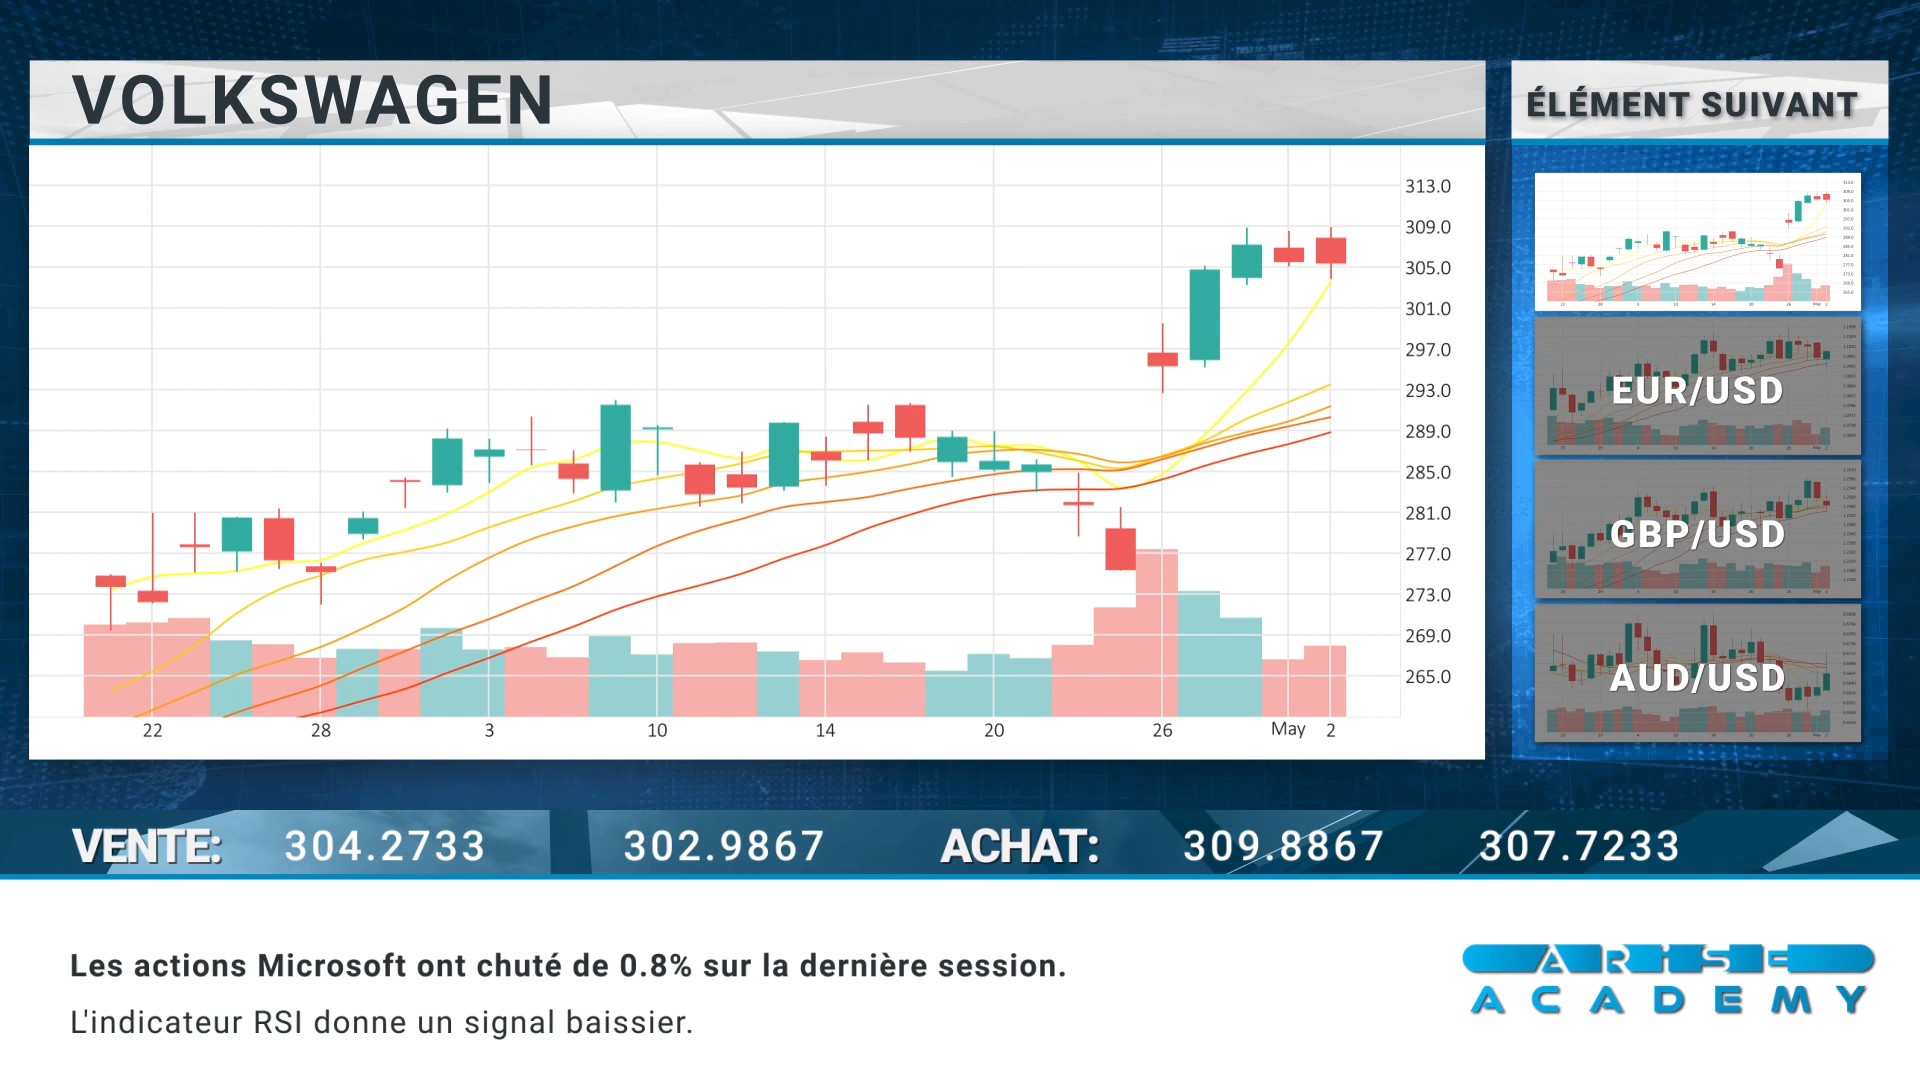 VOLKSWAGEN
ÉLÉMENT SUIVANT
313.0
309.0
305.0
301.0
297.0
293.0
289.0
285.0
281.0
277.0
273.0
269.0
265.0
22 28 3 10 14 20 26 May 2
EUR/USD
GBP/USD
AUD/USD
VENTE: 304.2733 302.9867 ACHAT: 309.8867 307.7233
Les actions Microsoft ont chuté de 0.8% sur la dernière session.
L'indicateur RSI donne un signal baissier.
ARISE
ACADEMY